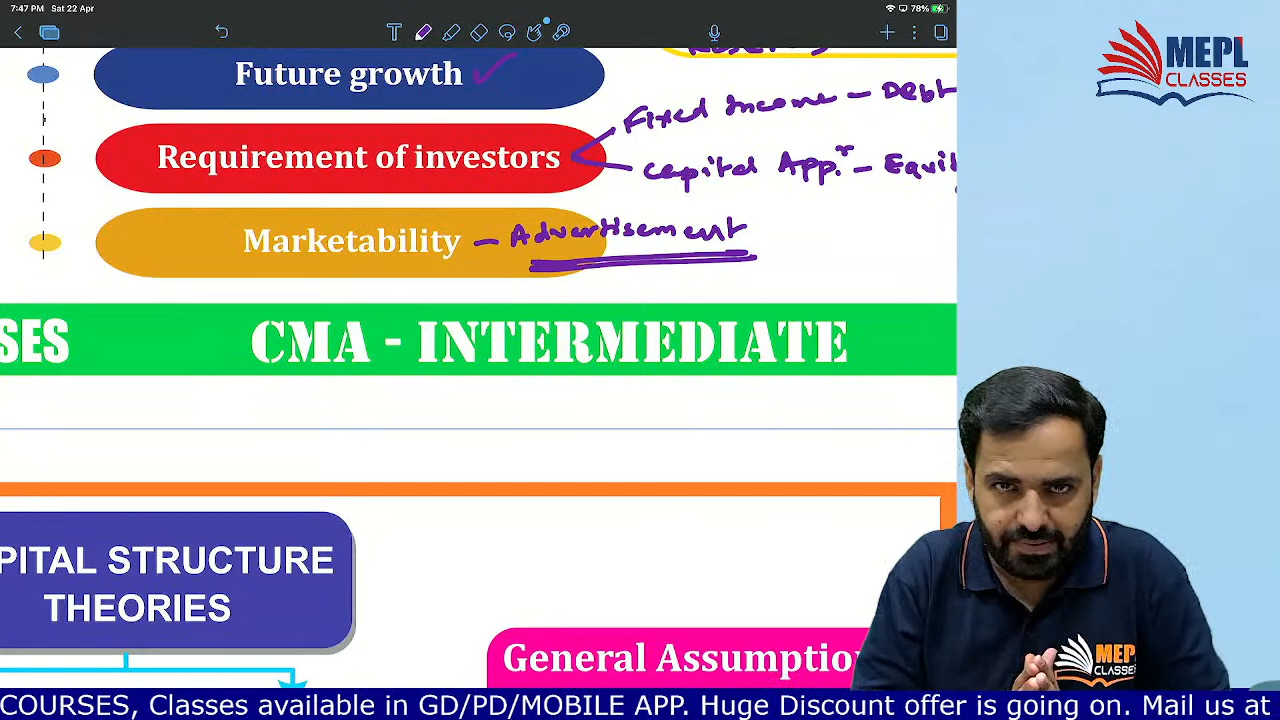 7:47 PM Sat 22 Apr
78%
MEPL
CLASSES
Future growth
Fixed Income – Debt
Requirement of investors
Capital App.n – Equi
Marketability – Advertisement
SES CMA - INTERMEDIATE
PITAL STRUCTURE
THEORIES
General Assumptio
MEP
CLASSES
COURSES, Classes available in GD/PD/MOBILE APP. Huge Discount offer is going on. Mail us at